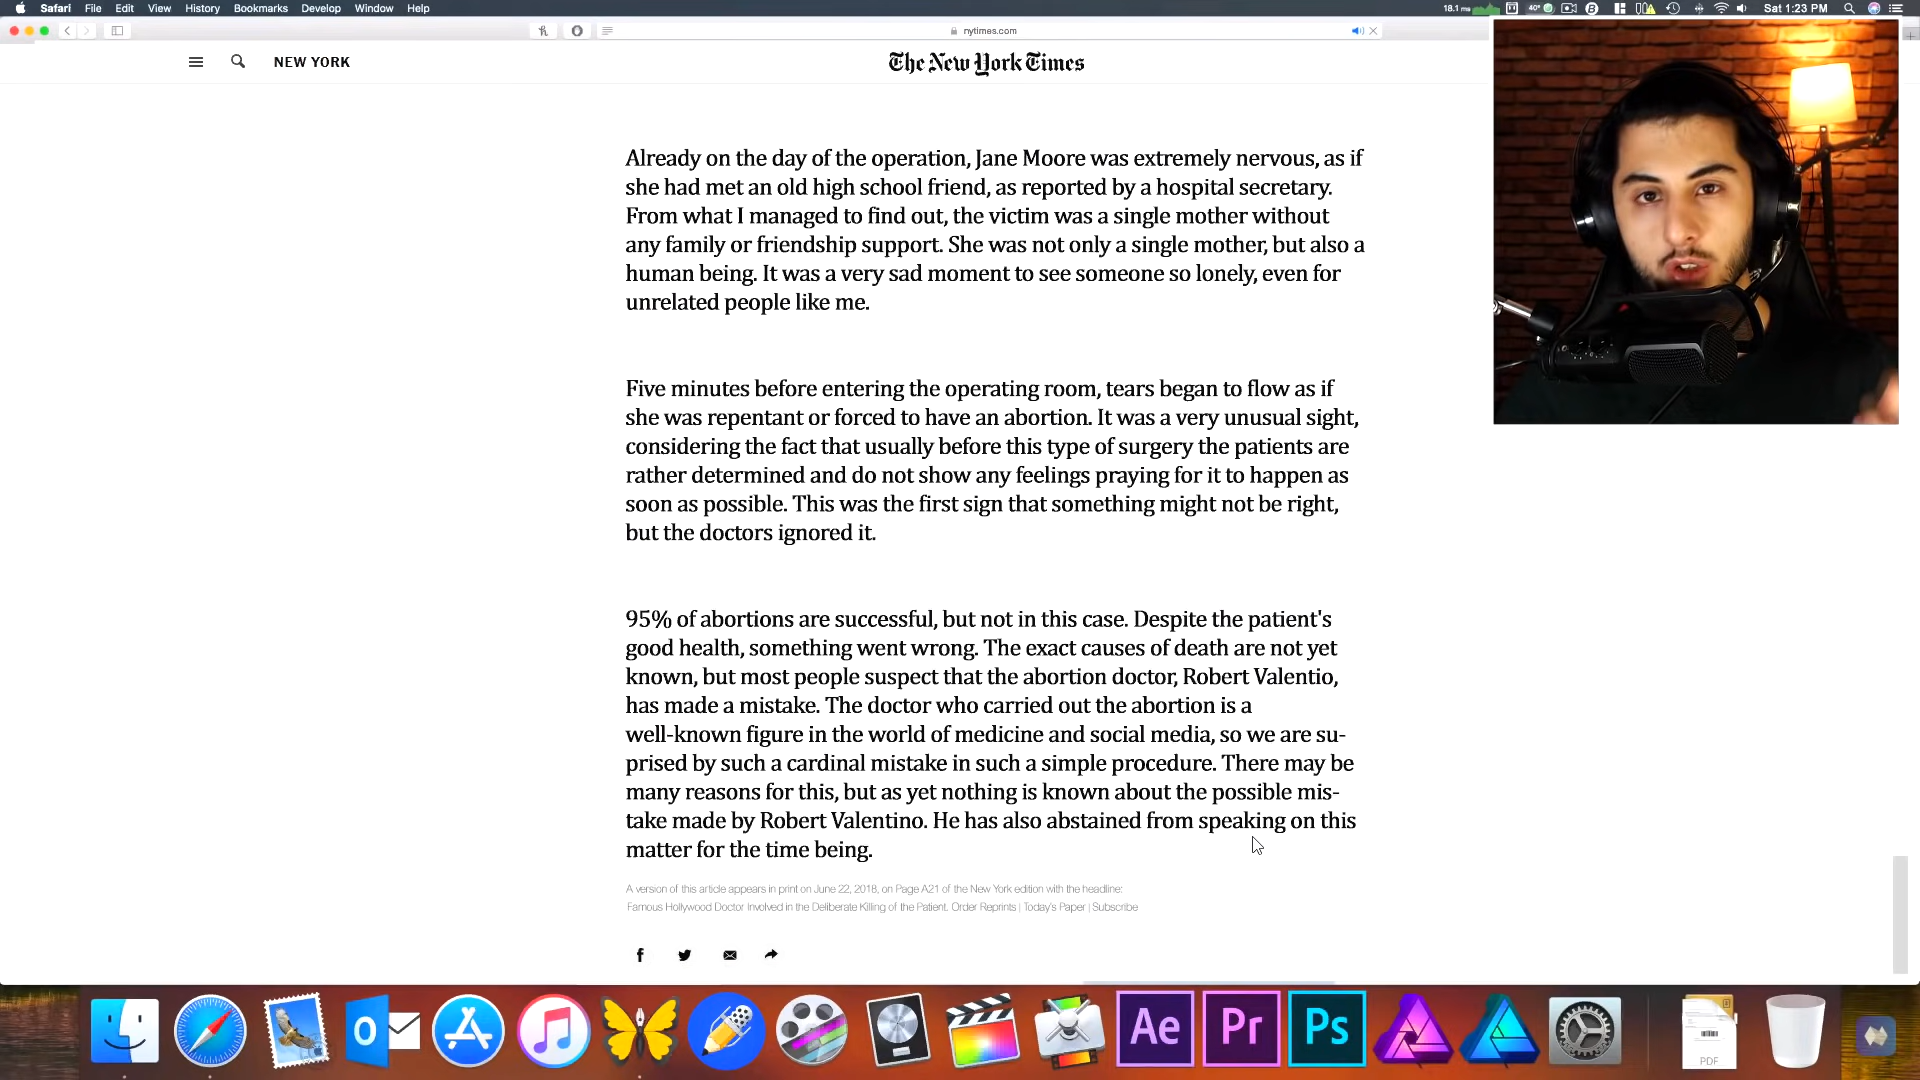 Safari File Edit View History Bookmarks Develop Window Help
18.1 ms 40° Sat 1:23 PM
nytimes.com
NEW YORK
The New York Times
Already on the day of the operation, Jane Moore was extremely nervous, as if
she had met an old high school friend, as reported by a hospital secretary.
From what I managed to find out, the victim was a single mother without
any family or friendship support. She was not only a single mother, but also a
human being. It was a very sad moment to see someone so lonely, even for
unrelated people like me.
Five minutes before entering the operating room, tears began to flow as if
she was repentant or forced to have an abortion. It was a very unusual sight,
considering the fact that usually before this type of surgery the patients are
rather determined and do not show any feelings praying for it to happen as
soon as possible. This was the first sign that something might not be right,
but the doctors ignored it.
95% of abortions are successful, but not in this case. Despite the patient's
good health, something went wrong. The exact causes of death are not yet
known, but most people suspect that the abortion doctor, Robert Valentio,
has made a mistake. The doctor who carried out the abortion is a
well-known figure in the world of medicine and social media, so we are su-
prised by such a cardinal mistake in such a simple procedure. There may be
many reasons for this, but as yet nothing is known about the possible mis-
take made by Robert Valentino. He has also abstained from speaking on this
matter for the time being.
A version of this article appears in print on June 22, 2018, on Page A21 of the New York edition with the headline:
Famous Hollywood Doctor Involved in the Deliberate Killing of the Patient. Order Reprints | Today's Paper | Subscribe
Ae Pr Ps
PDF